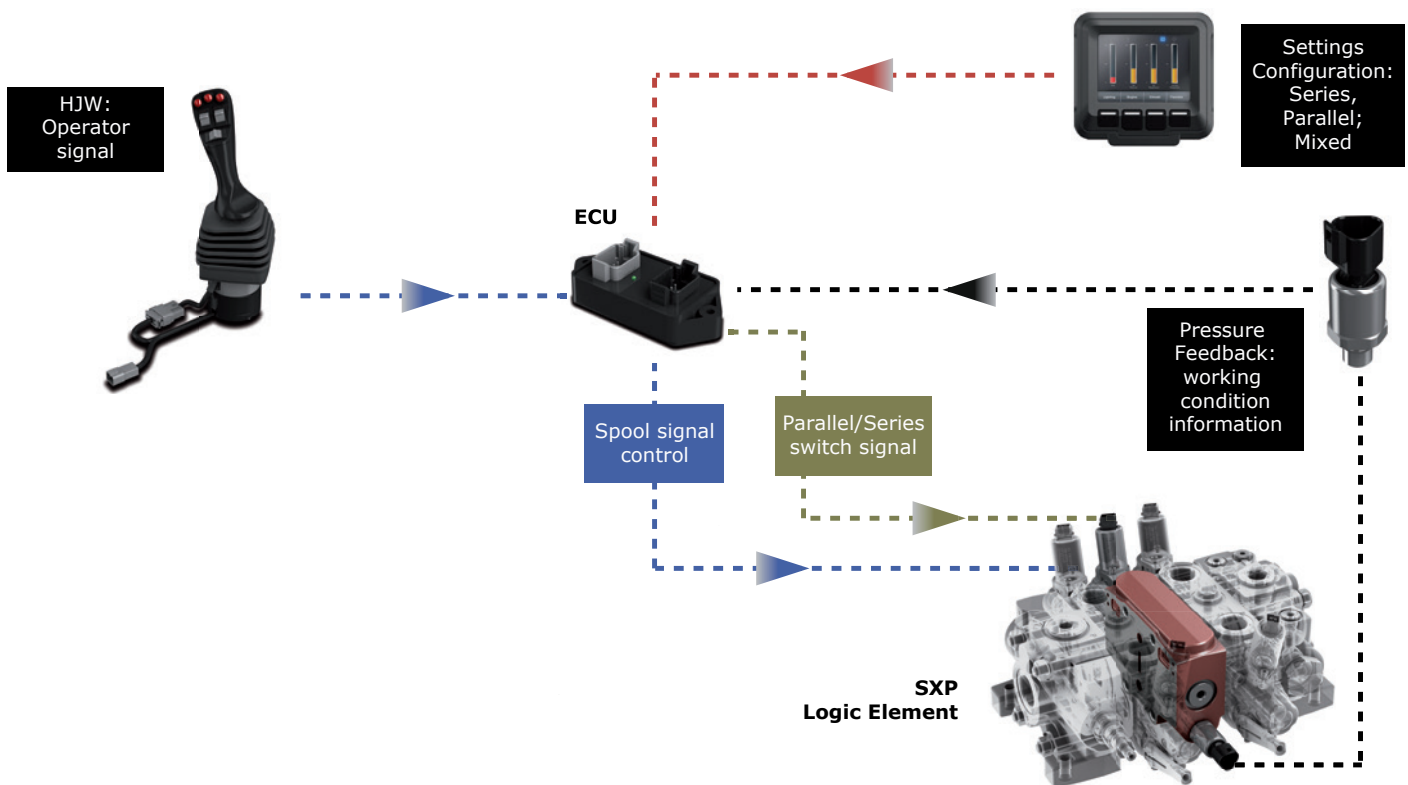 Settings
Configuration:
Series,
Parallel;
Mixed
HJW:
Operator
signal
ECU
Pressure
Feedback:
working
condition
information
Spool signal
control
Parallel/Series
switch signal
SXP
Logic Element